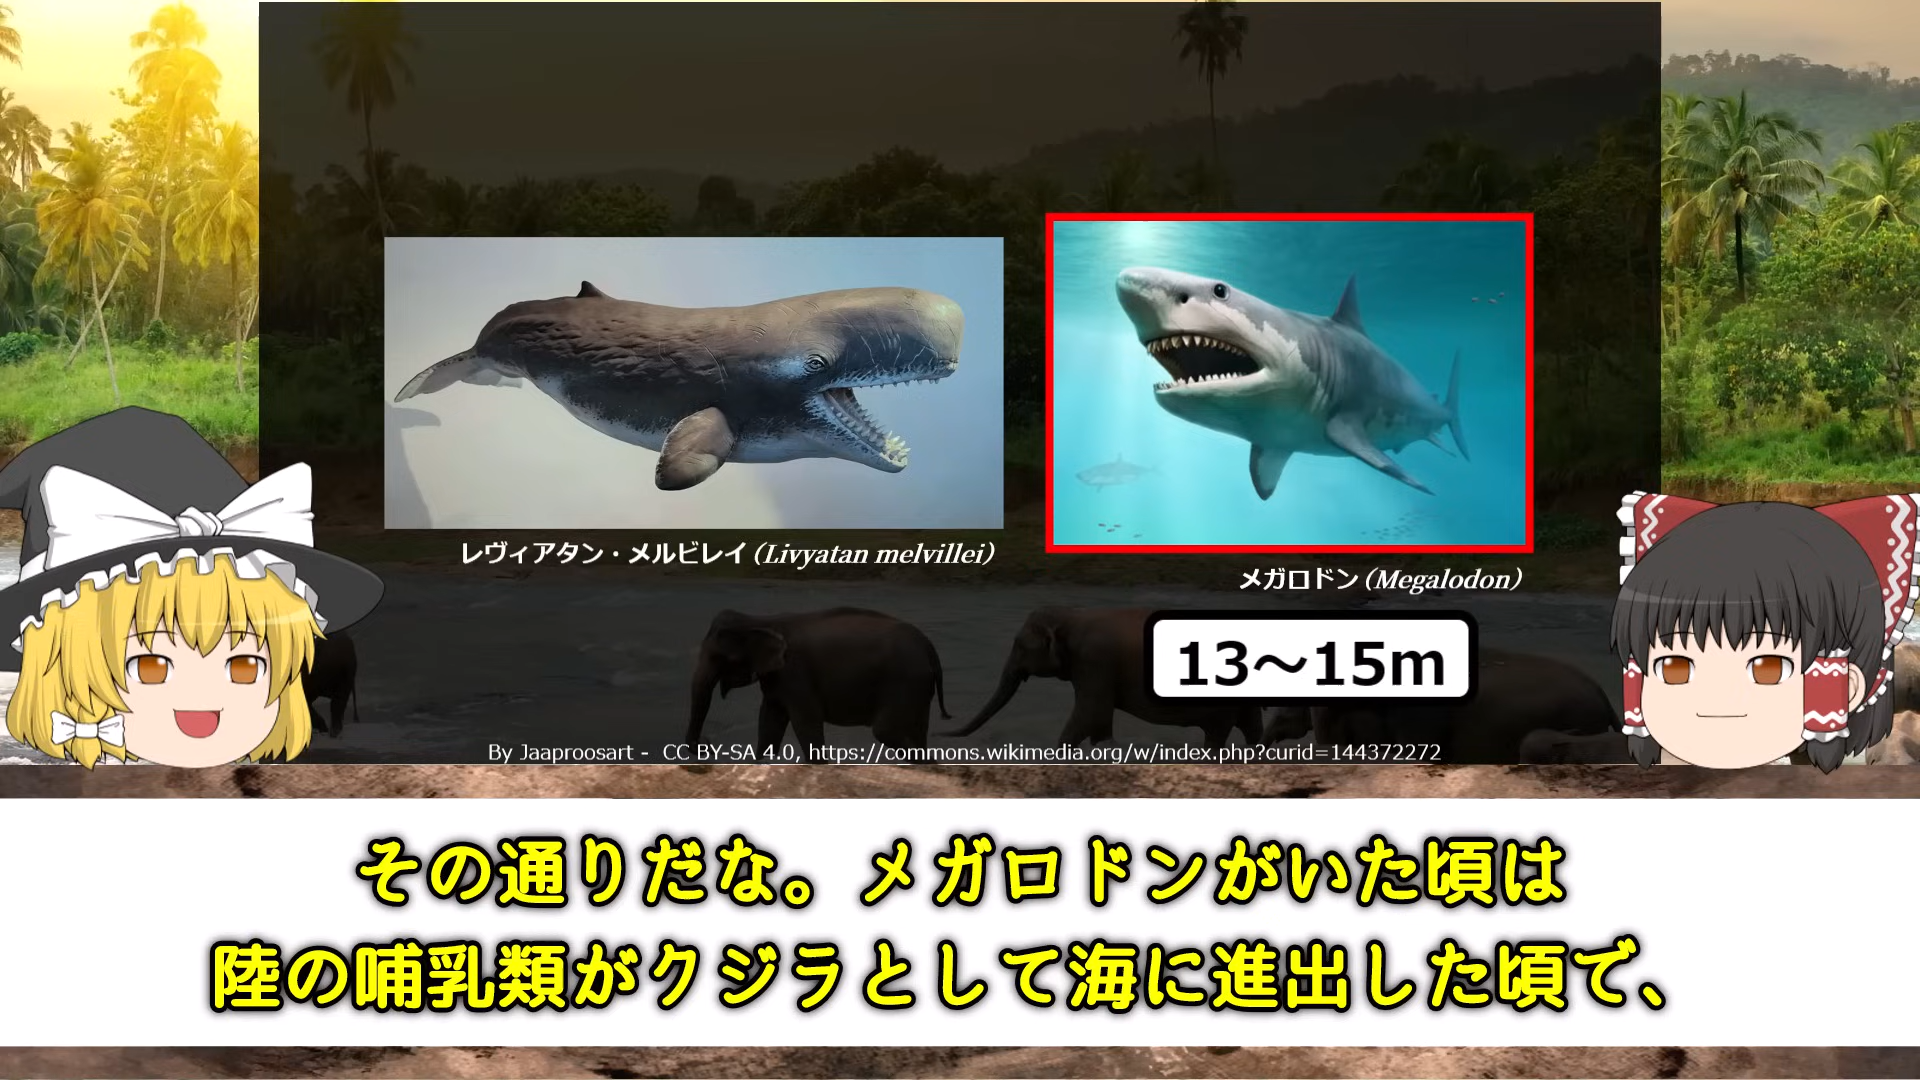 レヴィアタン・メルビレイ（Livyatan melvillei）
メガロドン（Megalodon）
13～15m
By Jaaproosart - CC BY-SA 4.0, https://commons.wikimedia.org/w/index.php?curid=144372272
その通りだな。メガロドンがいた頃は
陸の哺乳類がクジラとして海に進出した頃で、